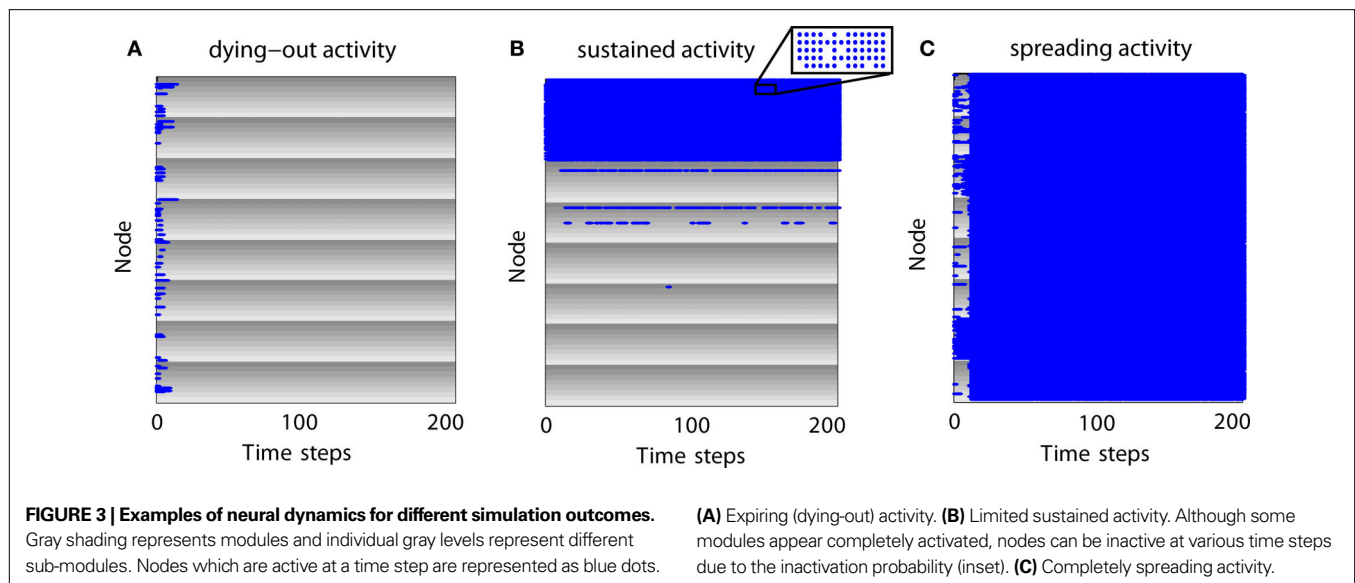 A
dying−out activity
Node
0
100
200
Time steps
B
sustained activity
Node
0
100
200
Time steps
C
spreading activity
Node
0
100
200
Time steps
FIGURE 3 | Examples of neural dynamics for different simulation outcomes.
Gray shading represents modules and individual gray levels represent different
sub-modules. Nodes which are active at a time step are represented as blue dots.
(A) Expiring (dying-out) activity. (B) Limited sustained activity. Although some
modules appear completely activated, nodes can be inactive at various time steps
due to the inactivation probability (inset). (C) Completely spreading activity.